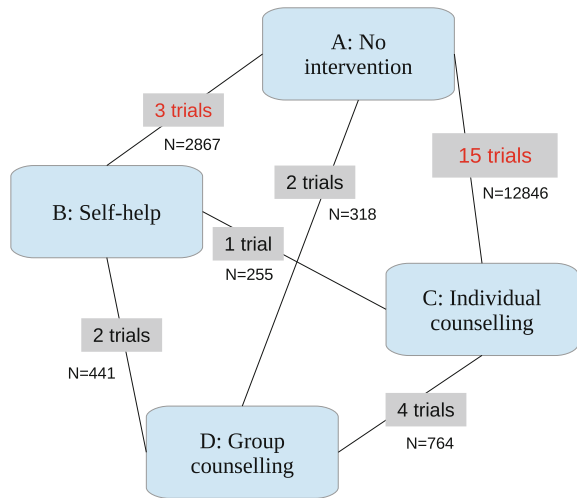 A: No
intervention
3 trials
N=2867
15 trials
N=12846
2 trials
N=318
B: Self-help
1 trial
N=255
C: Individual
counselling
2 trials
N=441
4 trials
N=764
D: Group
counselling